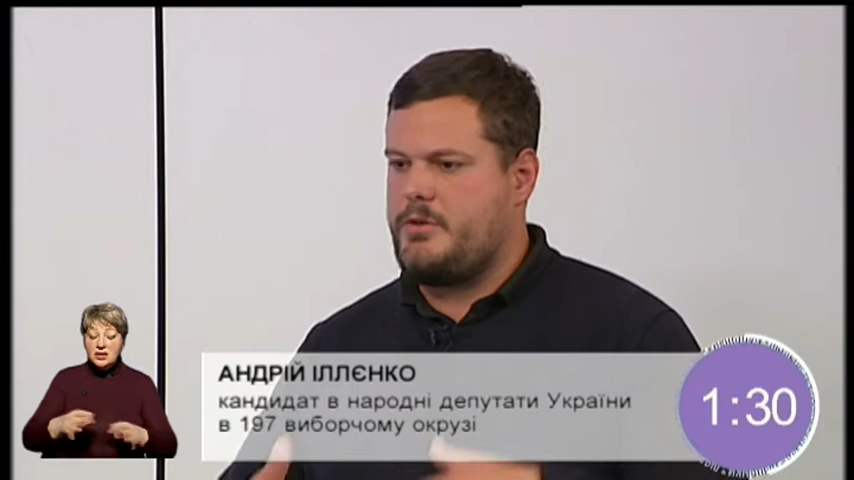 АНДРІЙ ІЛЛЄНКО
кандидат в народні депутати України
в 197 виборчому окрузі
1:30